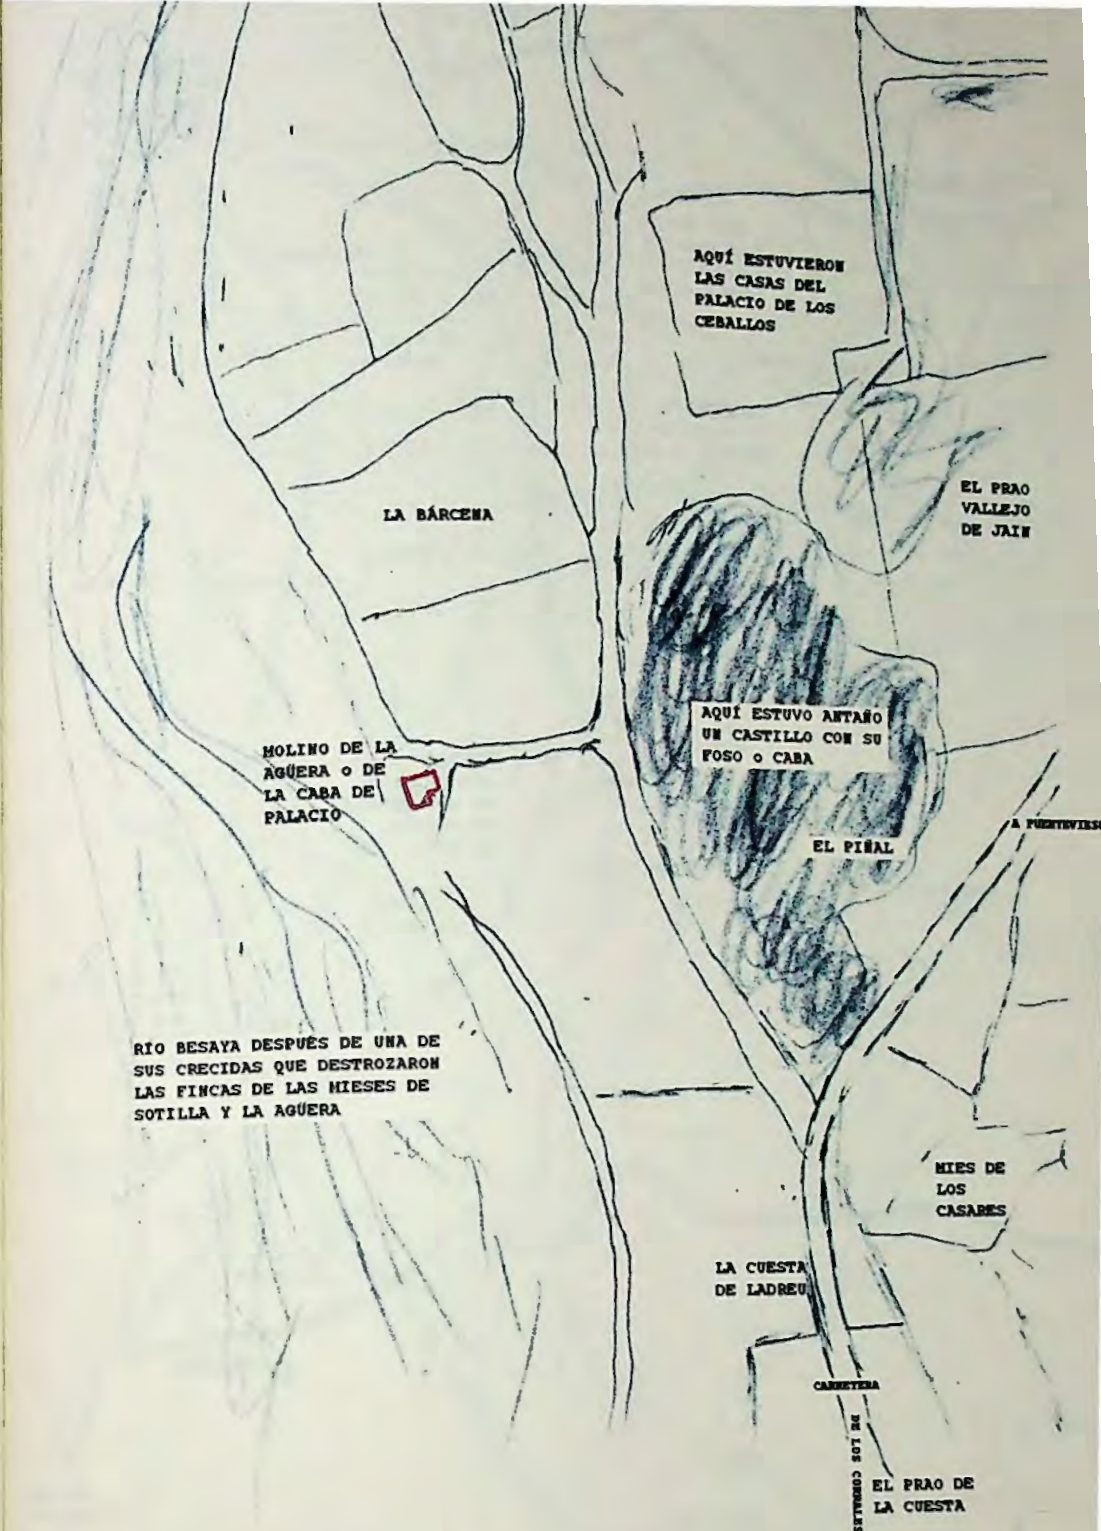 AQUÍ ESTUVIERON
LAS CASAS DEL
PALACIO DE LOS
CEBALLOS
EL PRAO
VALLEJO
DE JAIN
LA BÁRCENA
AQUÍ ESTUVO ANTAÑO
UN CASTILLO CON SU
FOSO o CABA
MOLINO DE LA
AGÜERA o DE
LA CABA DE
PALACIO
A PUENTEVIESGO
EL PIÑAL
RÍO BESAYA DESPUÉS DE UNA DE
SUS CRECIDAS QUE DESTROZARON
LAS FINCAS DE LAS MIESES DE
SOTILLA Y LA AGÜERA
MIES DE
LOS
CASARES
LA CUESTA
DE LADREU
CARRETERA
DE LOS CORRALES
EL PRAO DE
LA CUESTA